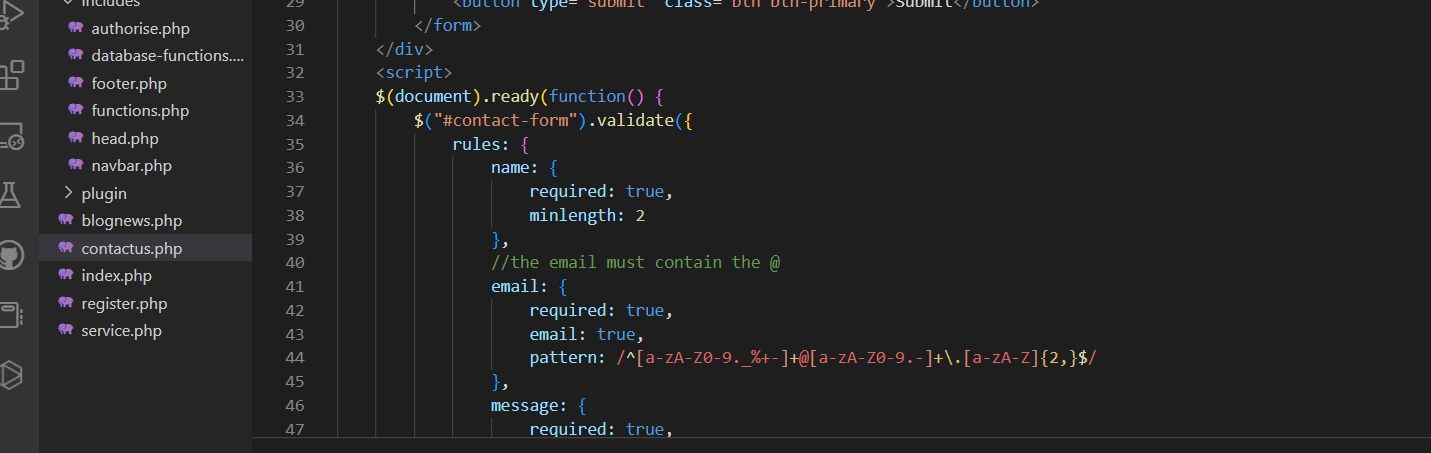 includes
authorise.php
database-functions....
footer.php
functions.php
head.php
navbar.php
plugin
blognews.php
contactus.php
index.php
register.php
service.php
29 <button type="submit" class="btn btn-primary">Submit</button>
30 </form>
31 </div>
32 <script>
33 $(document).ready(function() {
34 $("#contact-form").validate({
35 rules: {
36 name: {
37 required: true,
38 minlength: 2
39 },
40 //the email must contain the @
41 email: {
42 required: true,
43 email: true,
44 pattern: /^[a-zA-Z0-9._%+-]+@[a-zA-Z0-9.-]+\.[a-zA-Z]{2,}$/
45 },
46 message: {
47 required: true,